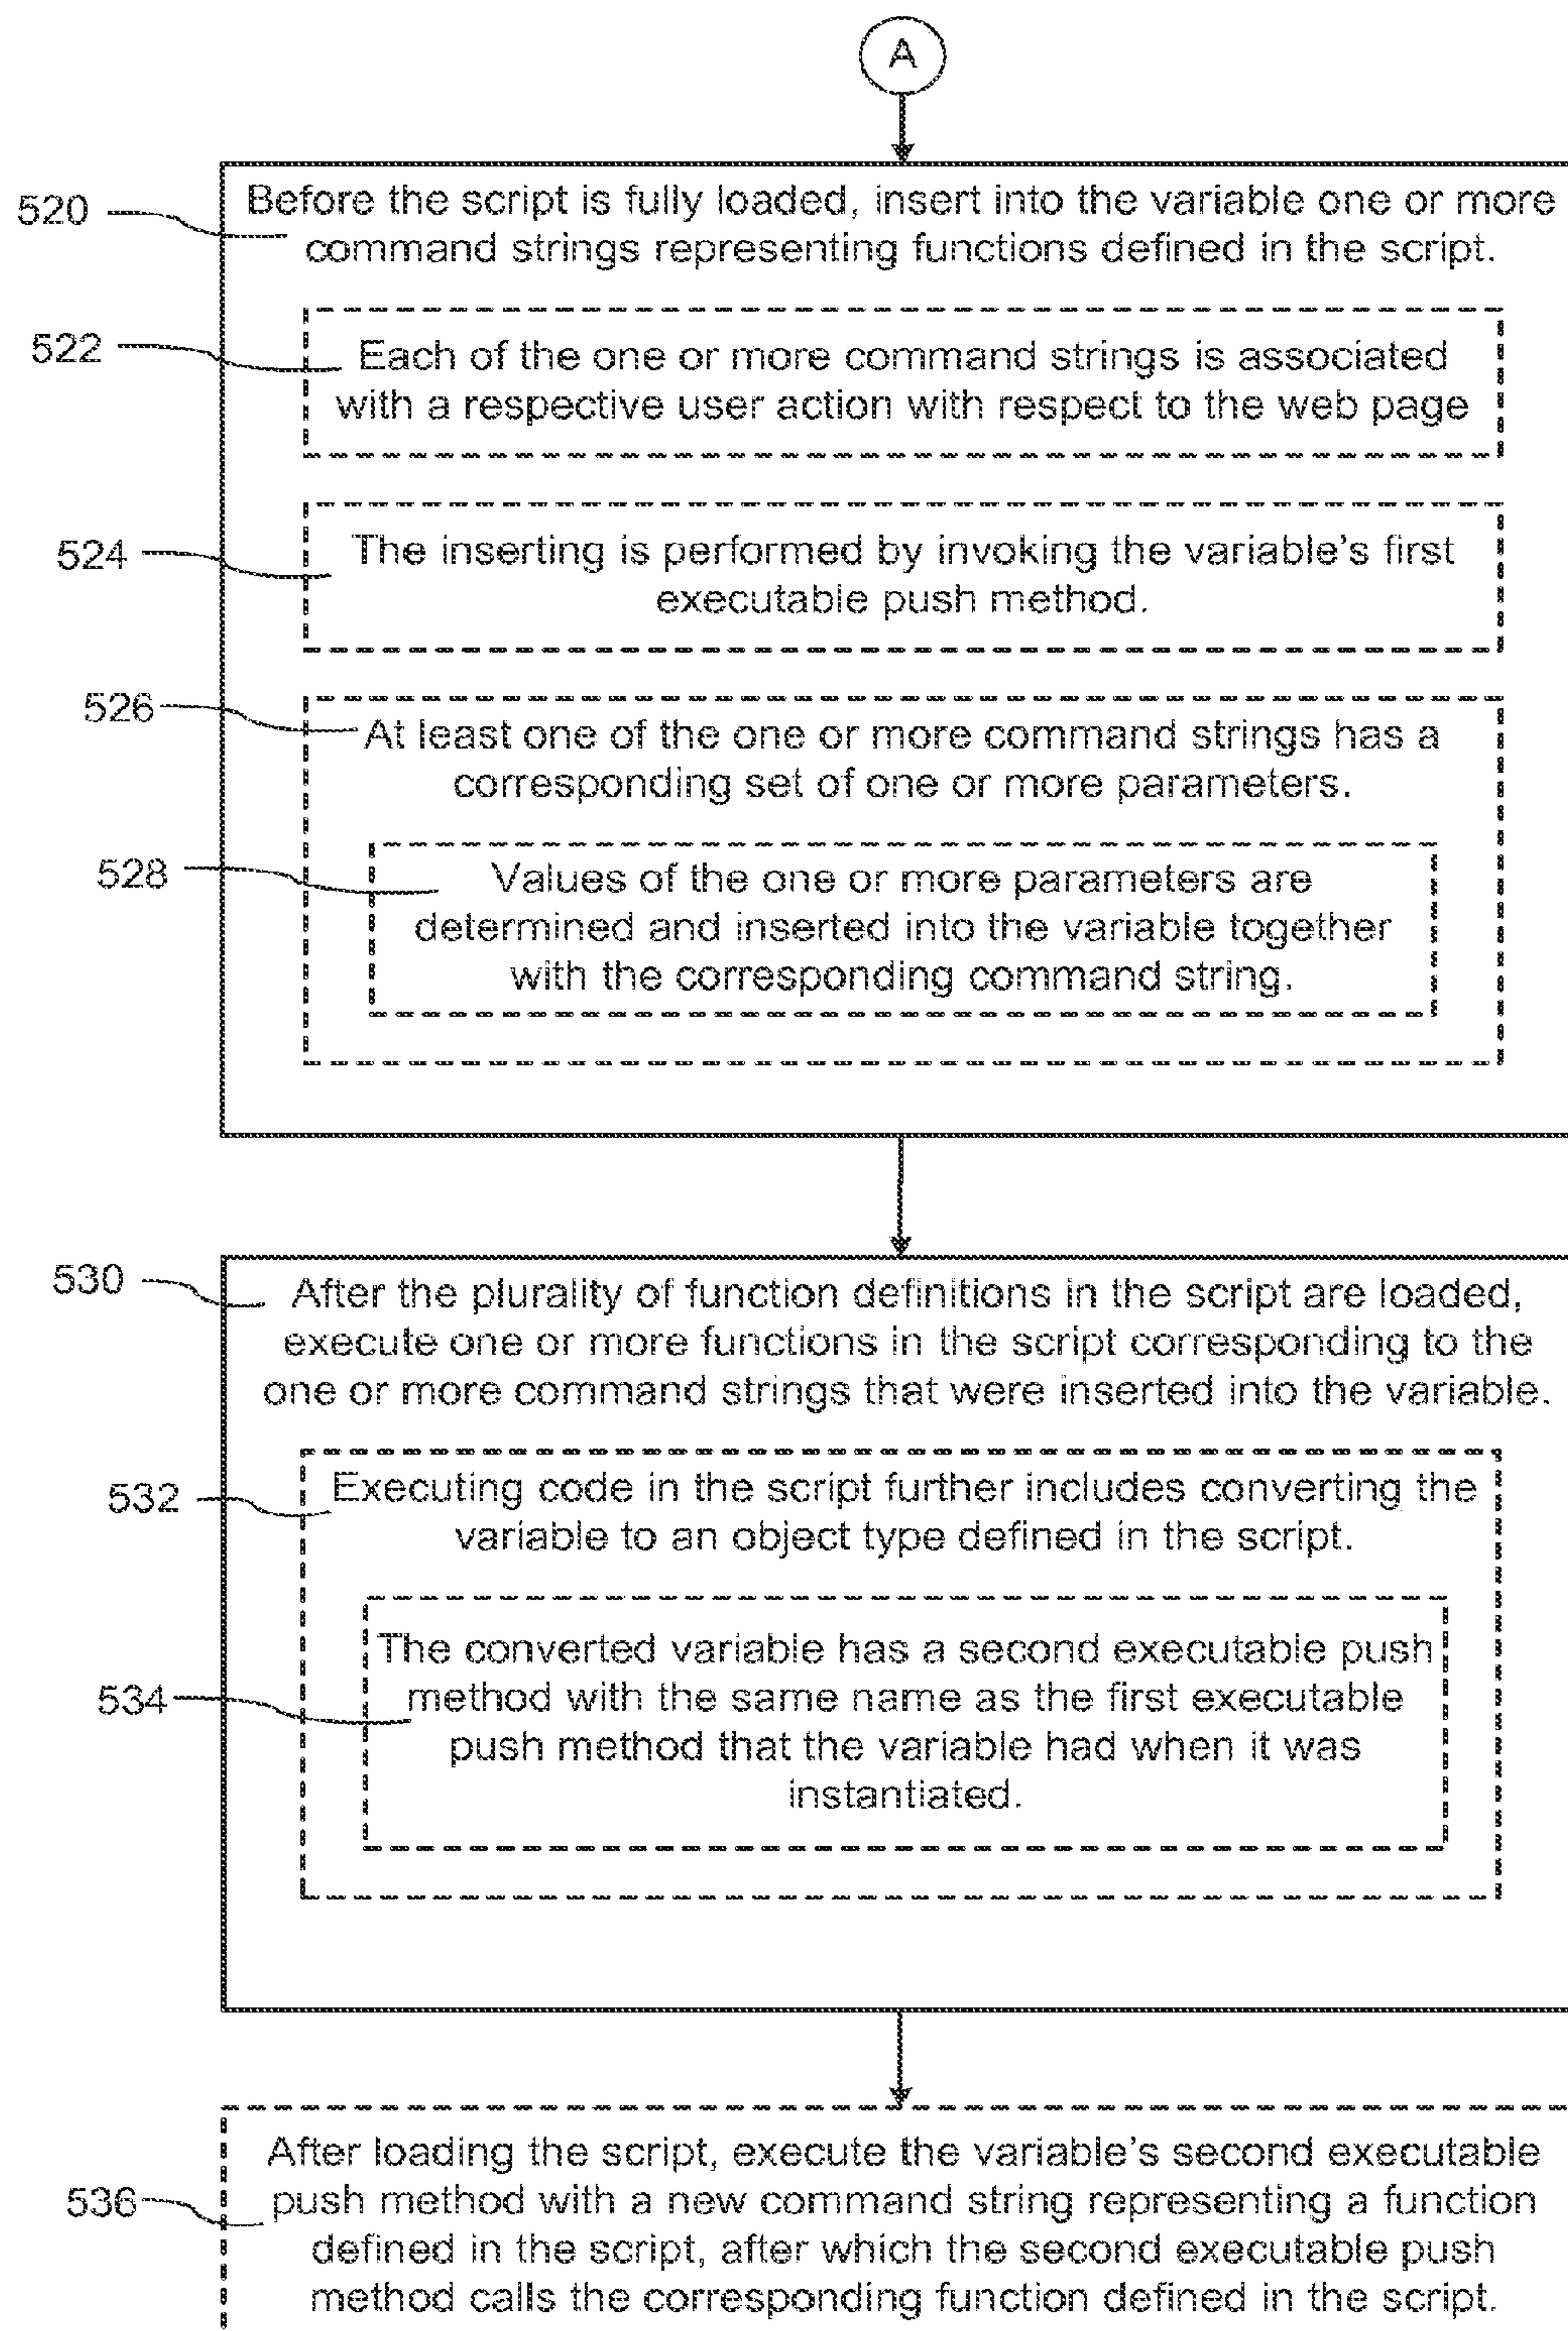 A
520
Before the script is fully loaded, insert into the variable one or more
command strings representing functions defined in the script.
522
Each of the one or more command strings is associated
with a respective user action with respect to the web page
524
The inserting is performed by invoking the variable's first
executable push method.
526
At least one of the one or more command strings has a
corresponding set of one or more parameters.
528
Values of the one or more parameters are
determined and inserted into the variable together
with the corresponding command string.
530
After the plurality of function definitions in the script are loaded,
execute one or more functions in the script corresponding to the
one or more command strings that were inserted into the variable.
532
Executing code in the script further includes converting the
variable to an object type defined in the script.
534
The converted variable has a second executable push
method with the same name as the first executable
push method that the variable had when it was
instantiated.
536
After loading the script, execute the variable's second executable
push method with a new command string representing a function
defined in the script, after which the second executable push
method calls the corresponding function defined in the script.